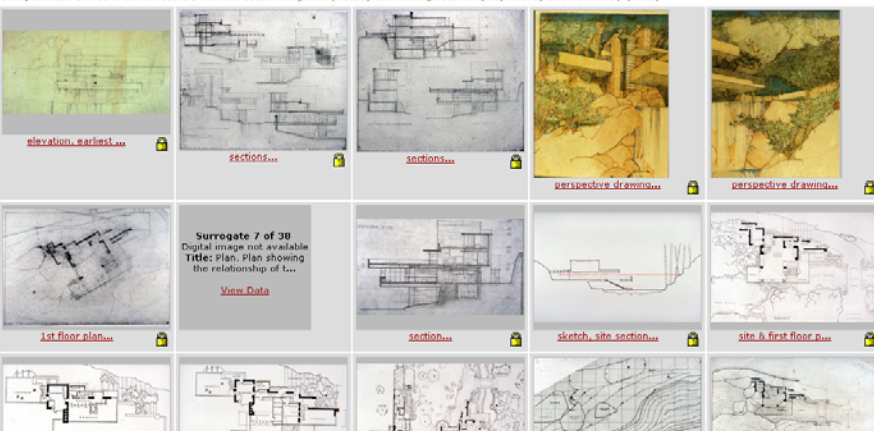 elevation, earliest ...
sections...
sections...
perspective drawing...
perspective drawing...
Surrogate 7 of 38
Digital image not available
Title: Plan. Plan showing
the relationship of t...
View Data
1st floor plan...
section...
sketch, site section...
site & first floor p...